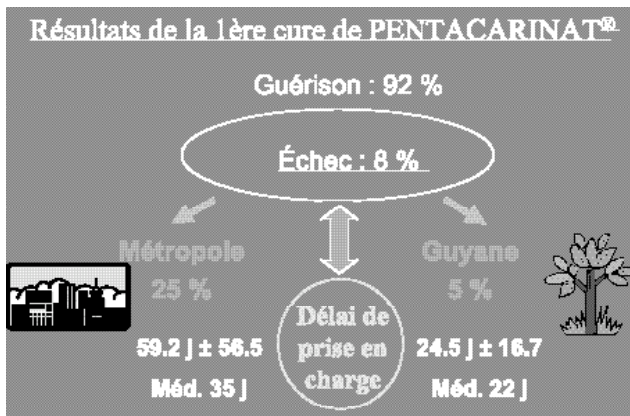 Résultats de la 1ère cure de PENTACARINAT®
Guérison : 92 %
Échec : 8 %
Métropole
25 %
Guyane
5 %
Délai de
prise en
charge
59.2 j ± 56.5
Méd. 35 j
24.5 j ± 16.7
Méd. 22 j